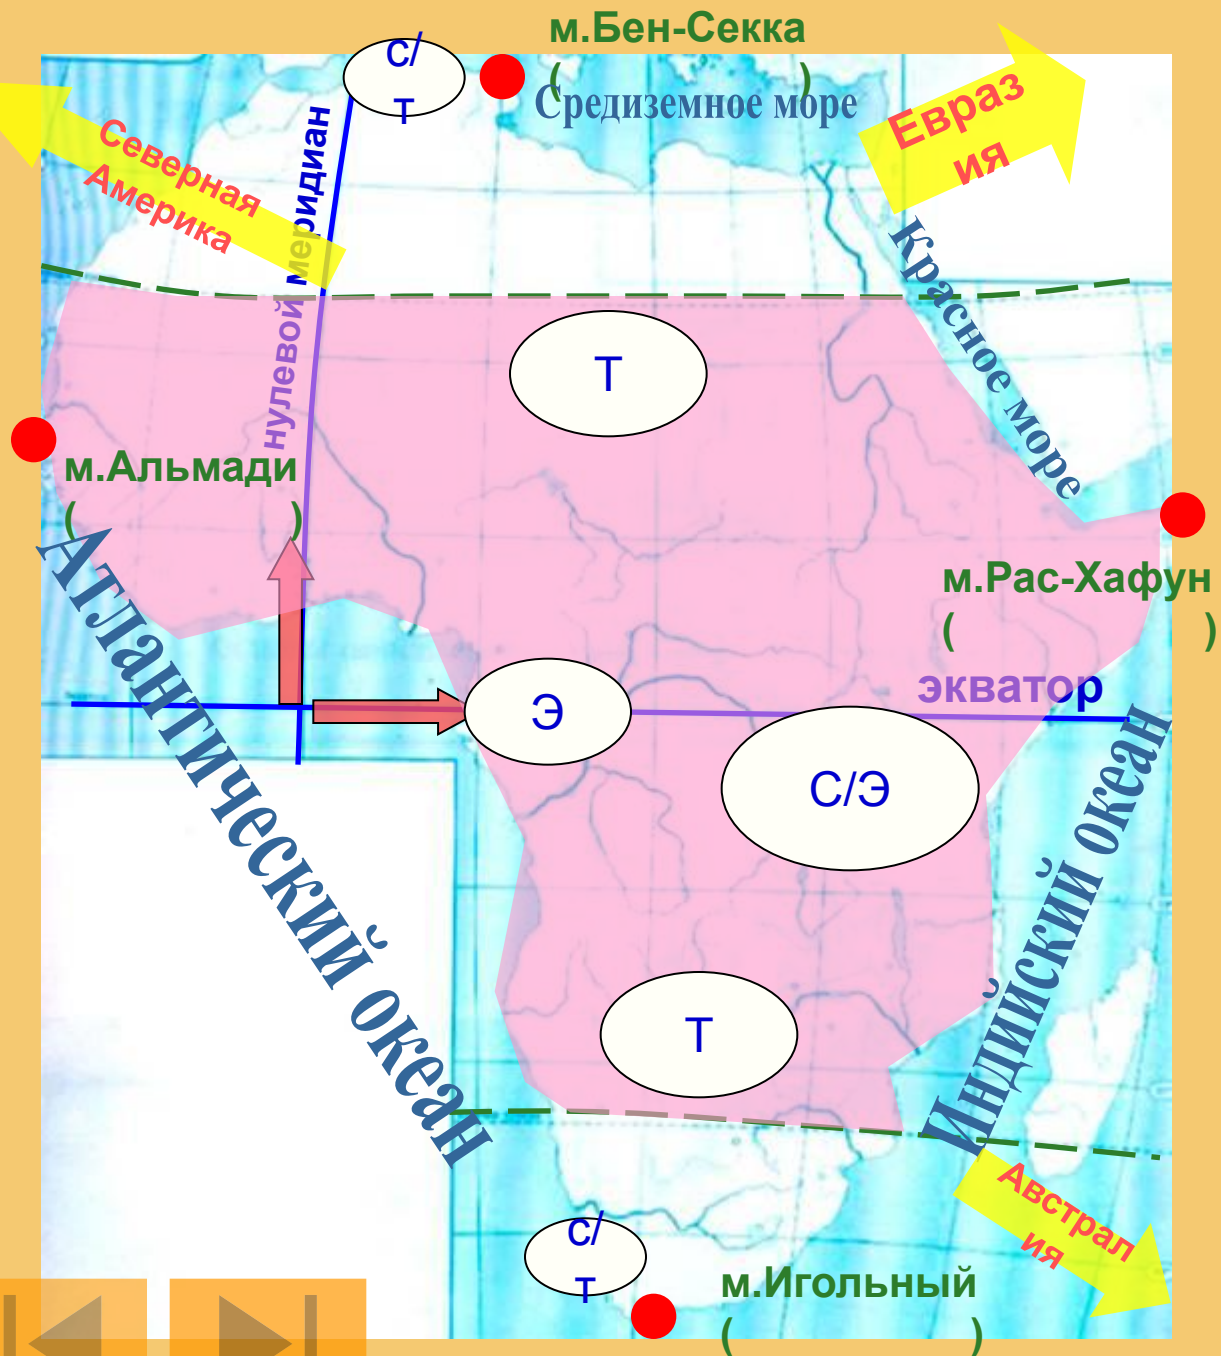 м.Бен-Секка
( )
с/
т
Средиземное море
Евраз
ия
Северная
Америка
нулевой меридиан
Красное море
Т
м.Альмади
( )
Атлантический океан
м.Рас-Хафун
( )
экватор
Э
С/Э
Индийский океан
Т
Австрал
ия
с/
т
м.Игольный
( )